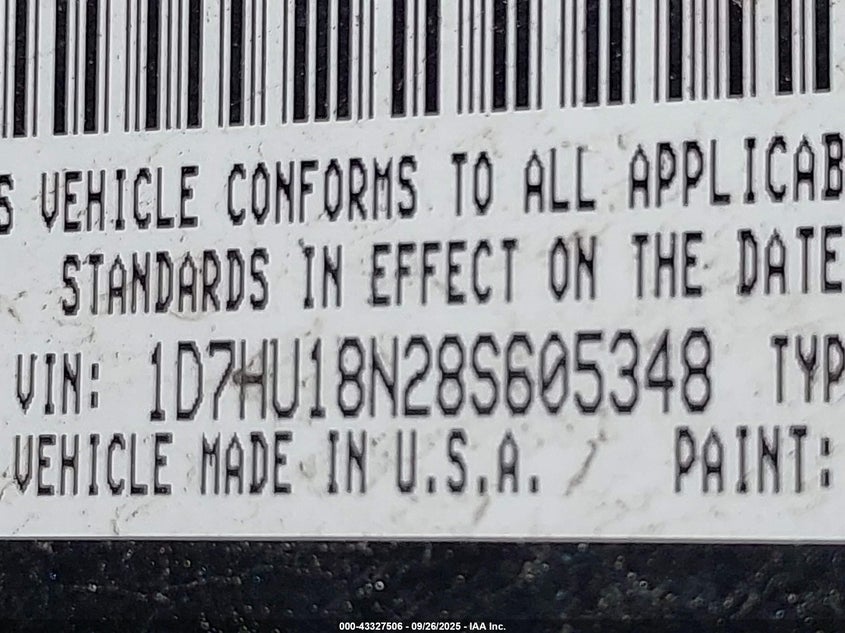 S VEHICLE CONFORMS TO ALL APPLICAB
STANDARDS IN EFFECT ON THE DATE
VIN: 1D7HU18N28S605348 TYP
VEHICLE MADE IN U.S.A. PAINT:
000-43327506 - 09/26/2025 - IAA Inc.